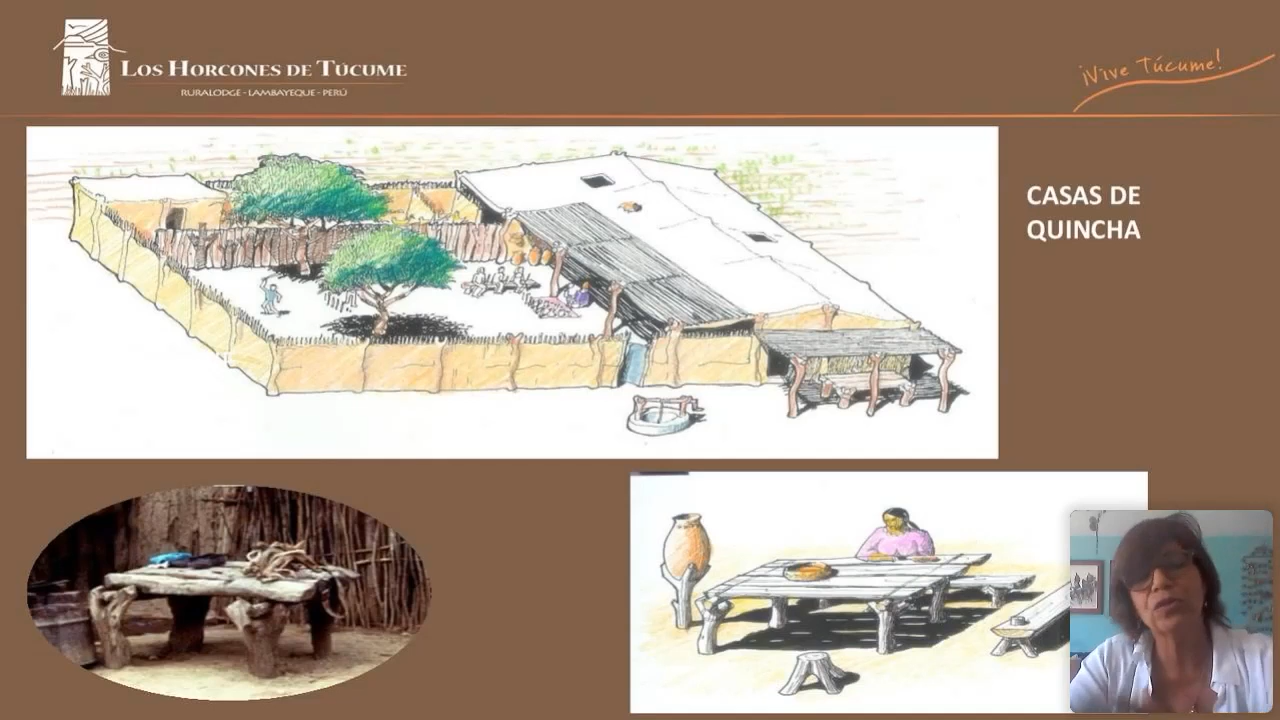 LOS HORCONES DE TÚCUME
RURALODGE - LAMBAYEQUE - PERÚ
¡Vive Túcume!
CASAS DE
QUINCHA